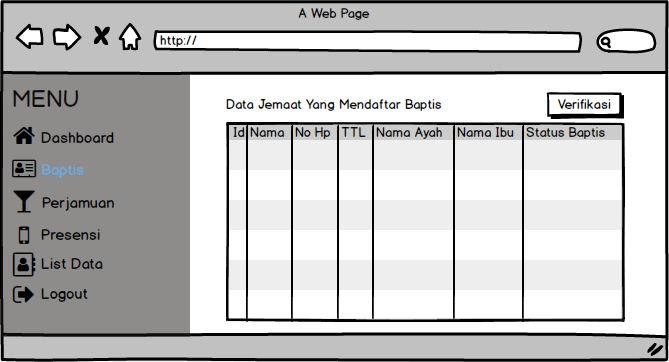 A Web Page
http://
MENU
Dashboard
Baptis
Perjamuan
Presensi
List Data
Logout
Data Jemaat Yang Mendaftar Baptis
Verifikasi
Id Nama No Hp TTL Nama Ayah Nama Ibu Status Baptis